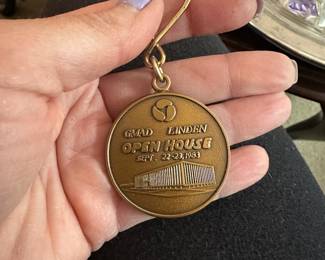 GMAD LINDEN
OPEN HOUSE
SEPT. 22-23, 1983